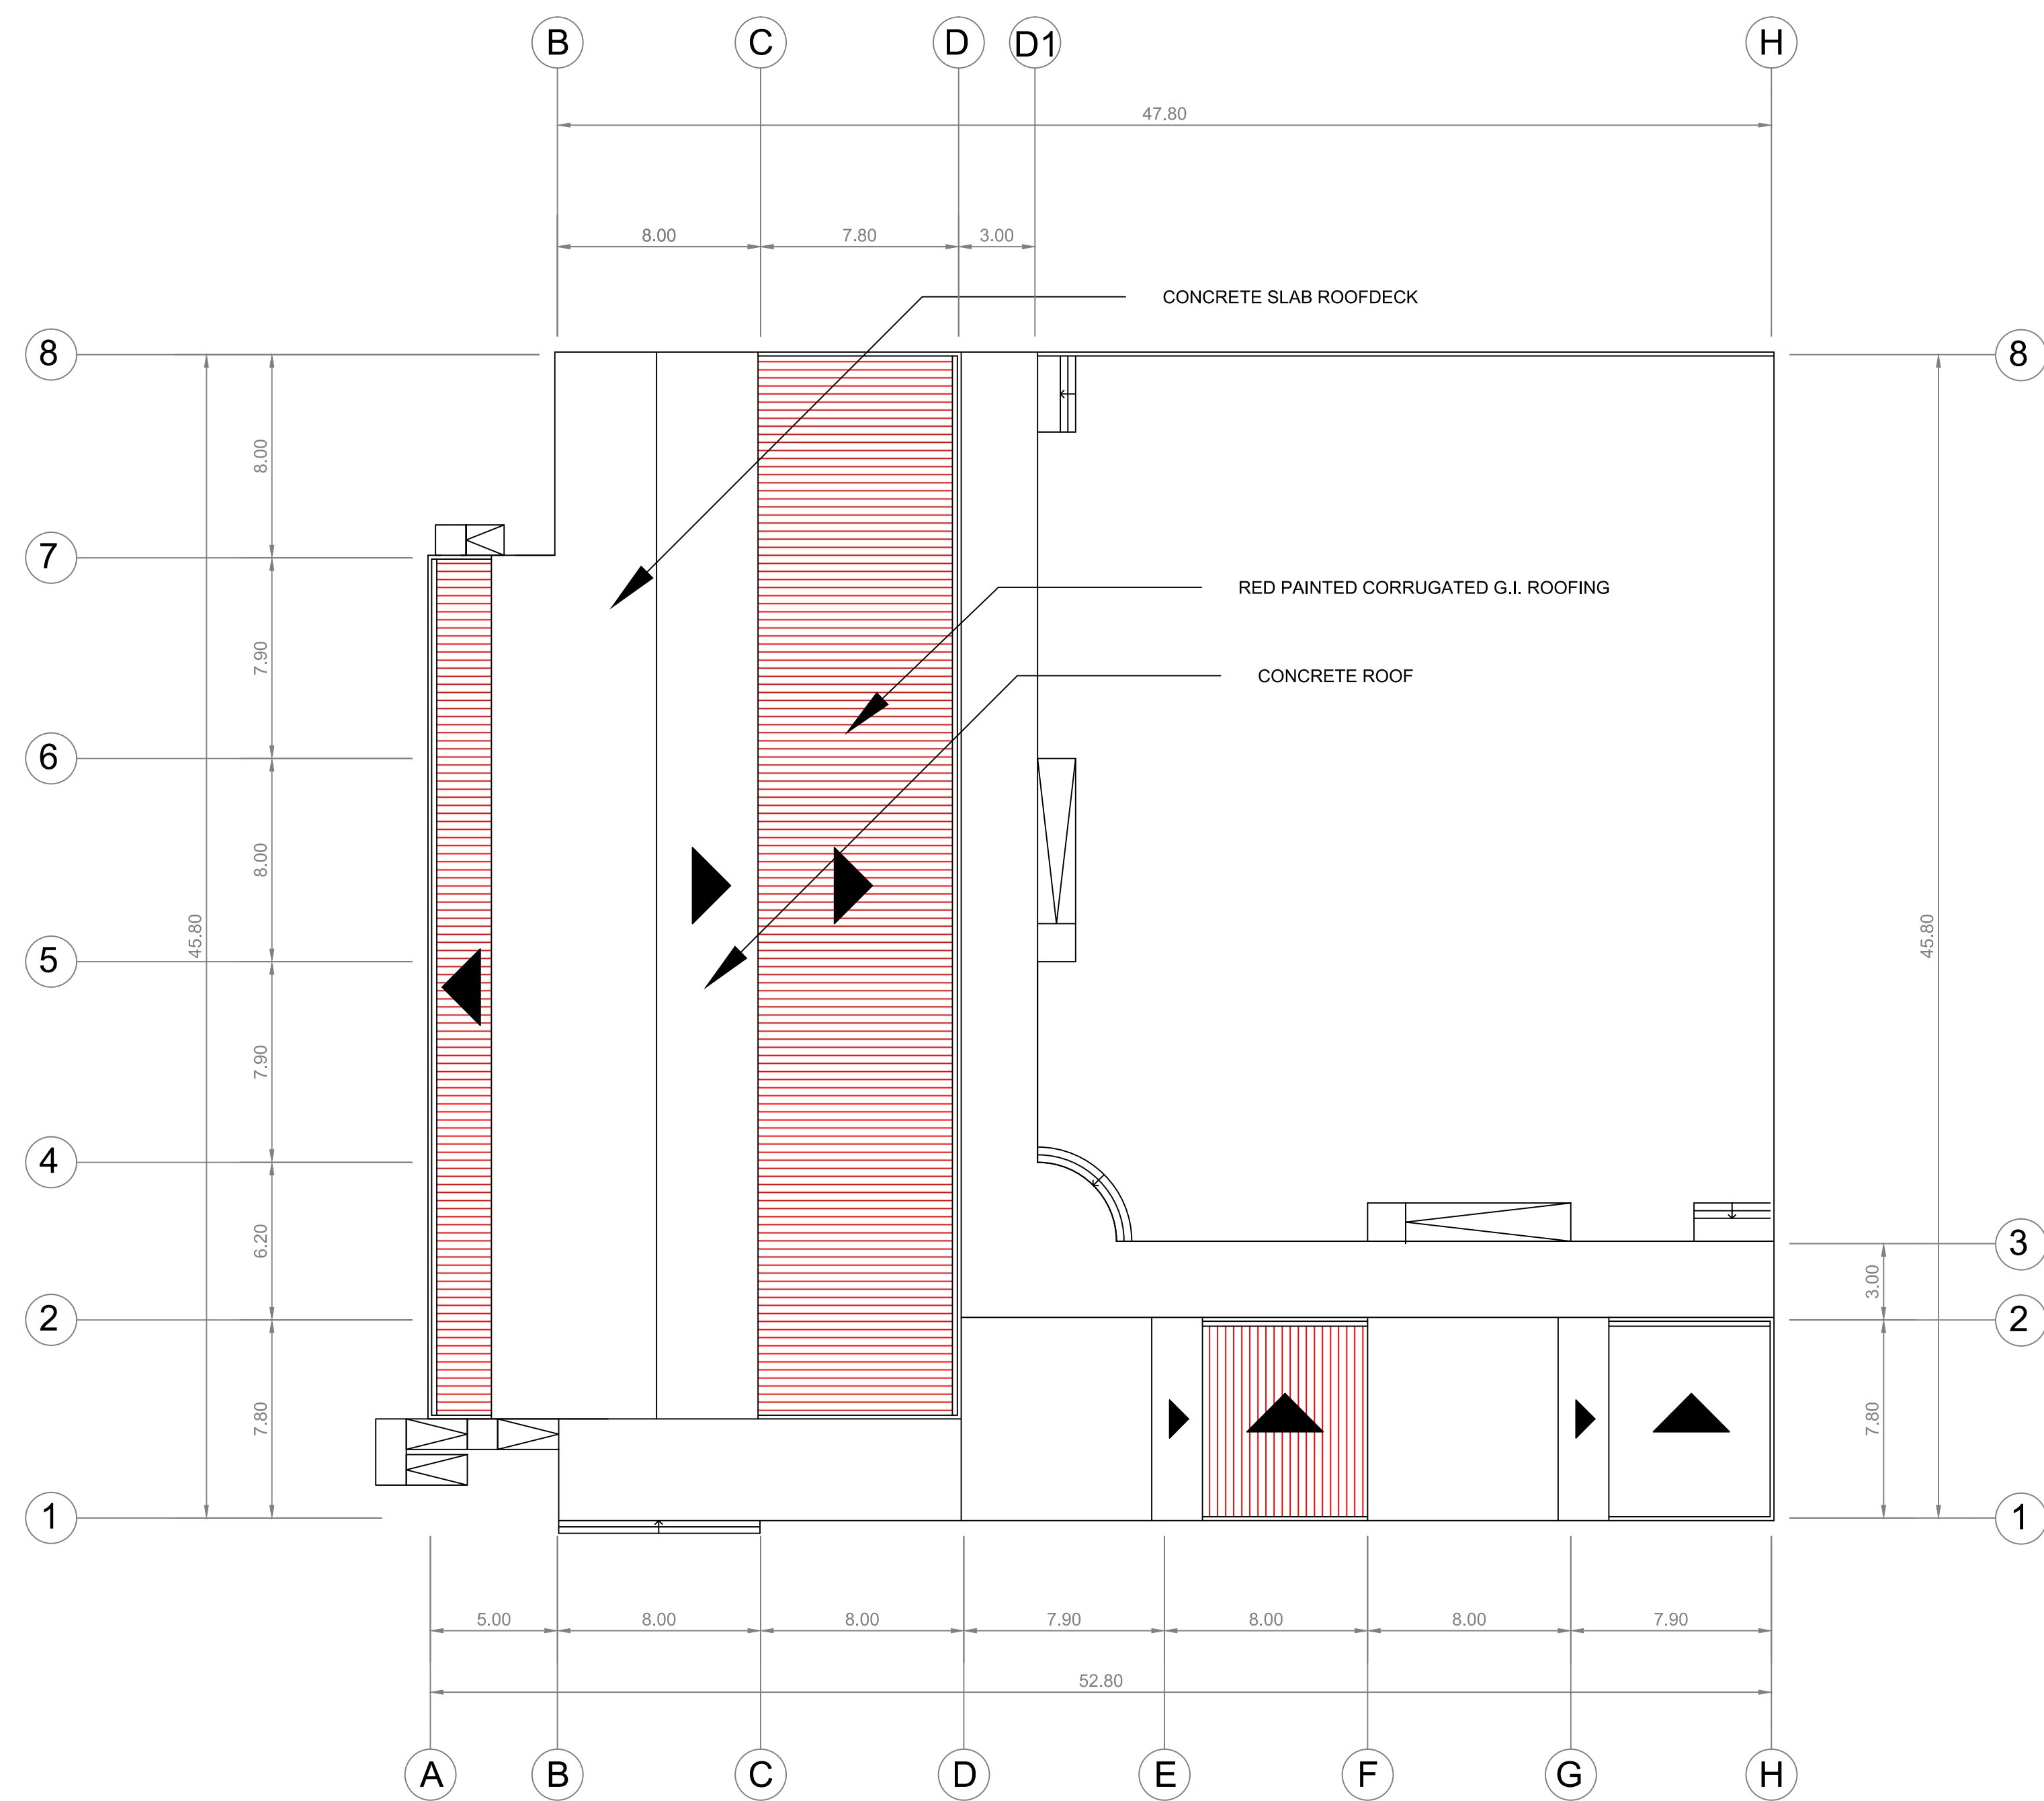 B C D D1 H
47.80
8.00 7.80 3.00
CONCRETE SLAB ROOFDECK
8 8
8.00
7
RED PAINTED CORRUGATED G.I. ROOFING
7.90
CONCRETE ROOF
6
8.00
45.80 45.80
5
7.90
4
6.20
3
3.00
2 2
7.80 7.80
1 1
5.00 8.00 8.00 7.90 8.00 8.00 7.90
52.80
A B C D E F G H